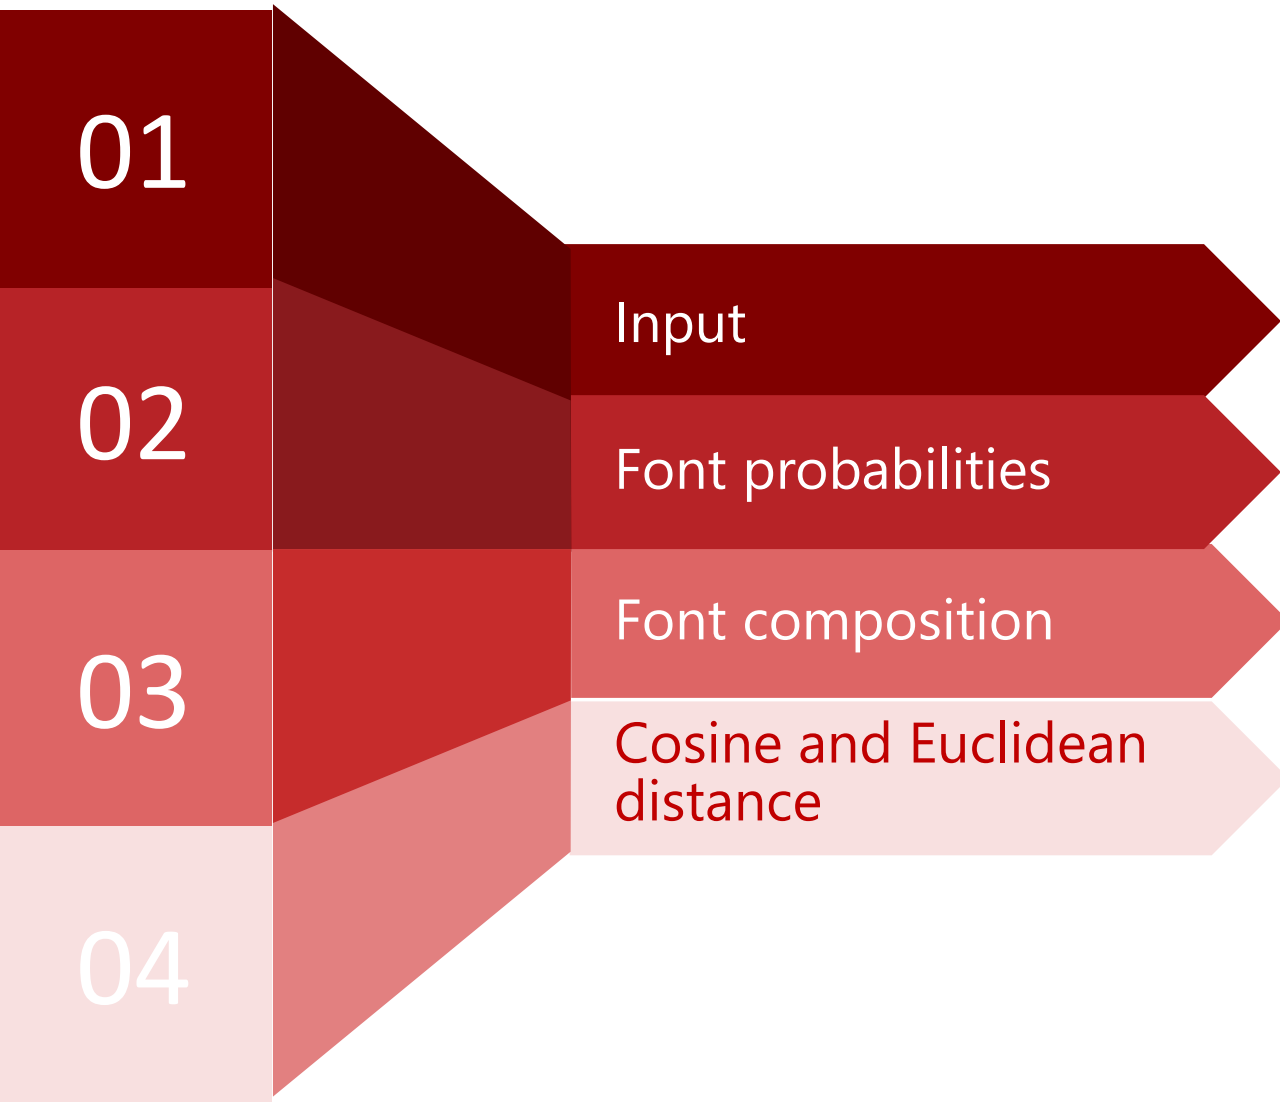 01
02
03
04
Input
Font probabilities
Font composition
Cosine and Euclidean
distance